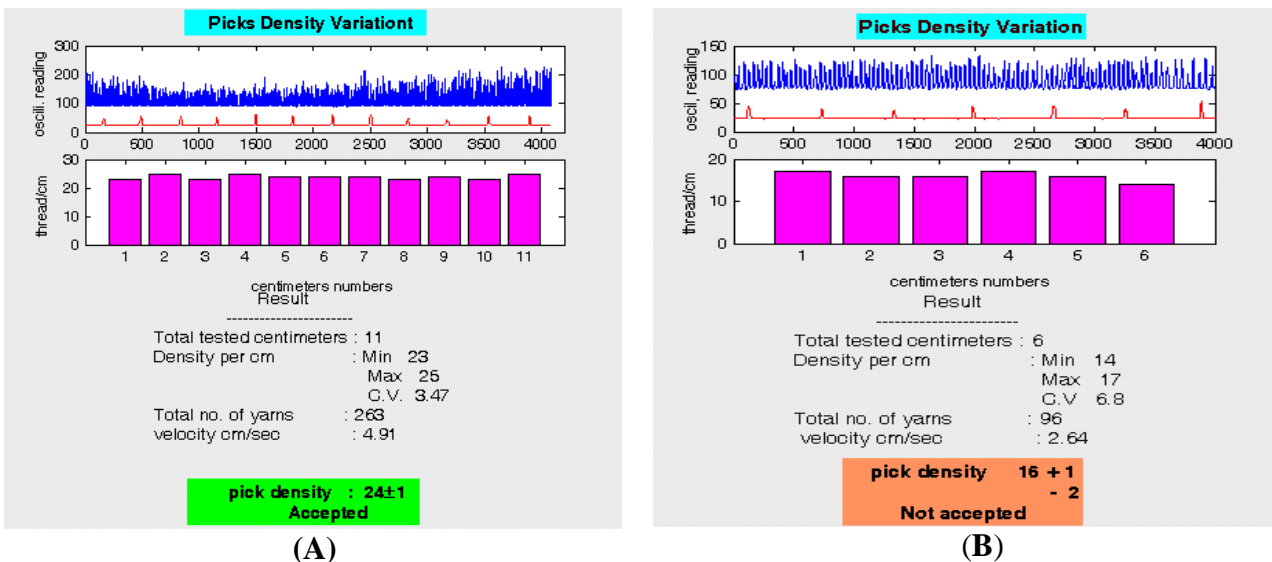 Picks Density Variationt
300
200
100
0
oscili. reading
0 500 1000 1500 2000 2500 3000 3500 4000
30
20
10
0
thread/cm
1 2 3 4 5 6 7 8 9 10 11
centimeters numbers
Result
-----------------------
Total tested centimeters : 11
Density per cm : Min 23
Max 25
C.V. 3.47
Total no. of yarns : 263
velocity cm/sec : 4.91
pick density : 24±1
Accepted
(A)
Picks Density Variation
150
100
50
0
oscil, reading
0 500 1000 1500 2000 2500 3000 3500 4000
20
10
0
thread/cm
1 2 3 4 5 6
centimeters numbers
Result
-----------------------
Total tested centimeters : 6
Density per cm : Min 14
Max 17
C.V 6.8
Total no. of yarns : 96
velocity cm/sec : 2.64
pick density 16 + 1
- 2
Not accepted
(B)